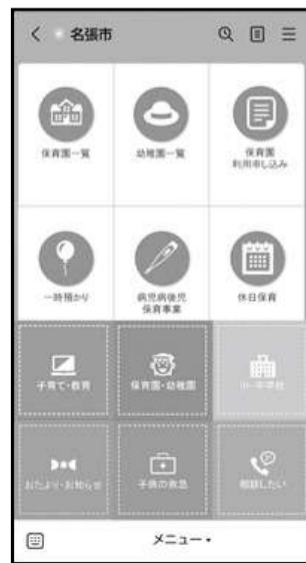 名張市
保育園一覧
幼稚園一覧
保育園
利用申し込み
一時預かり
病児病後児
保育事業
休日保育
子育て・教育
保育園・幼稚園
小・中学校
おたより・お知らせ
子供の救急
相談したい
メニュー・